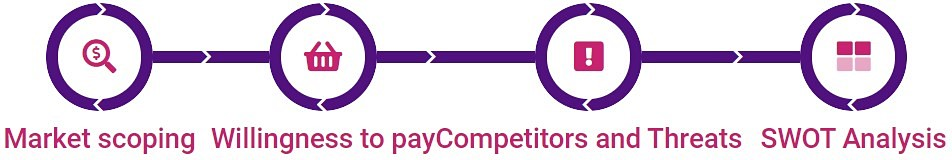 Market scoping Willingness to payCompetitors and Threats SWOT Analysis